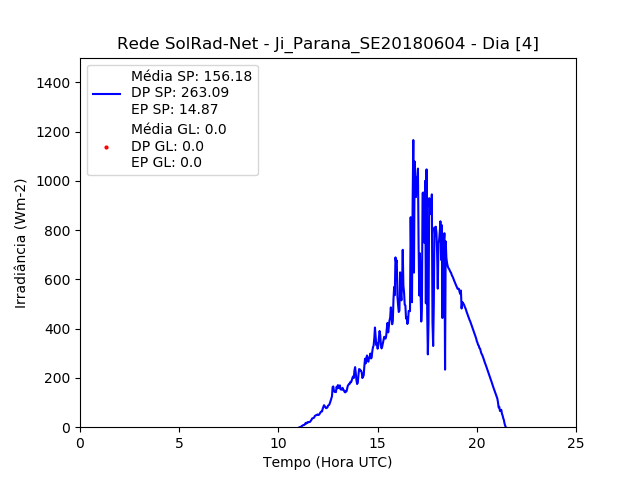 Rede SolRad-Net - Ji_Parana_SE20180604 - Dia [4]
Média SP: 156.18
DP SP: 263.09
EP SP: 14.87
Média GL: 0.0
DP GL: 0.0
EP GL: 0.0
Irradiância (Wm-2)
1400
1200
1000
800
600
400
200
0
0 5 10 15 20 25
Tempo (Hora UTC)